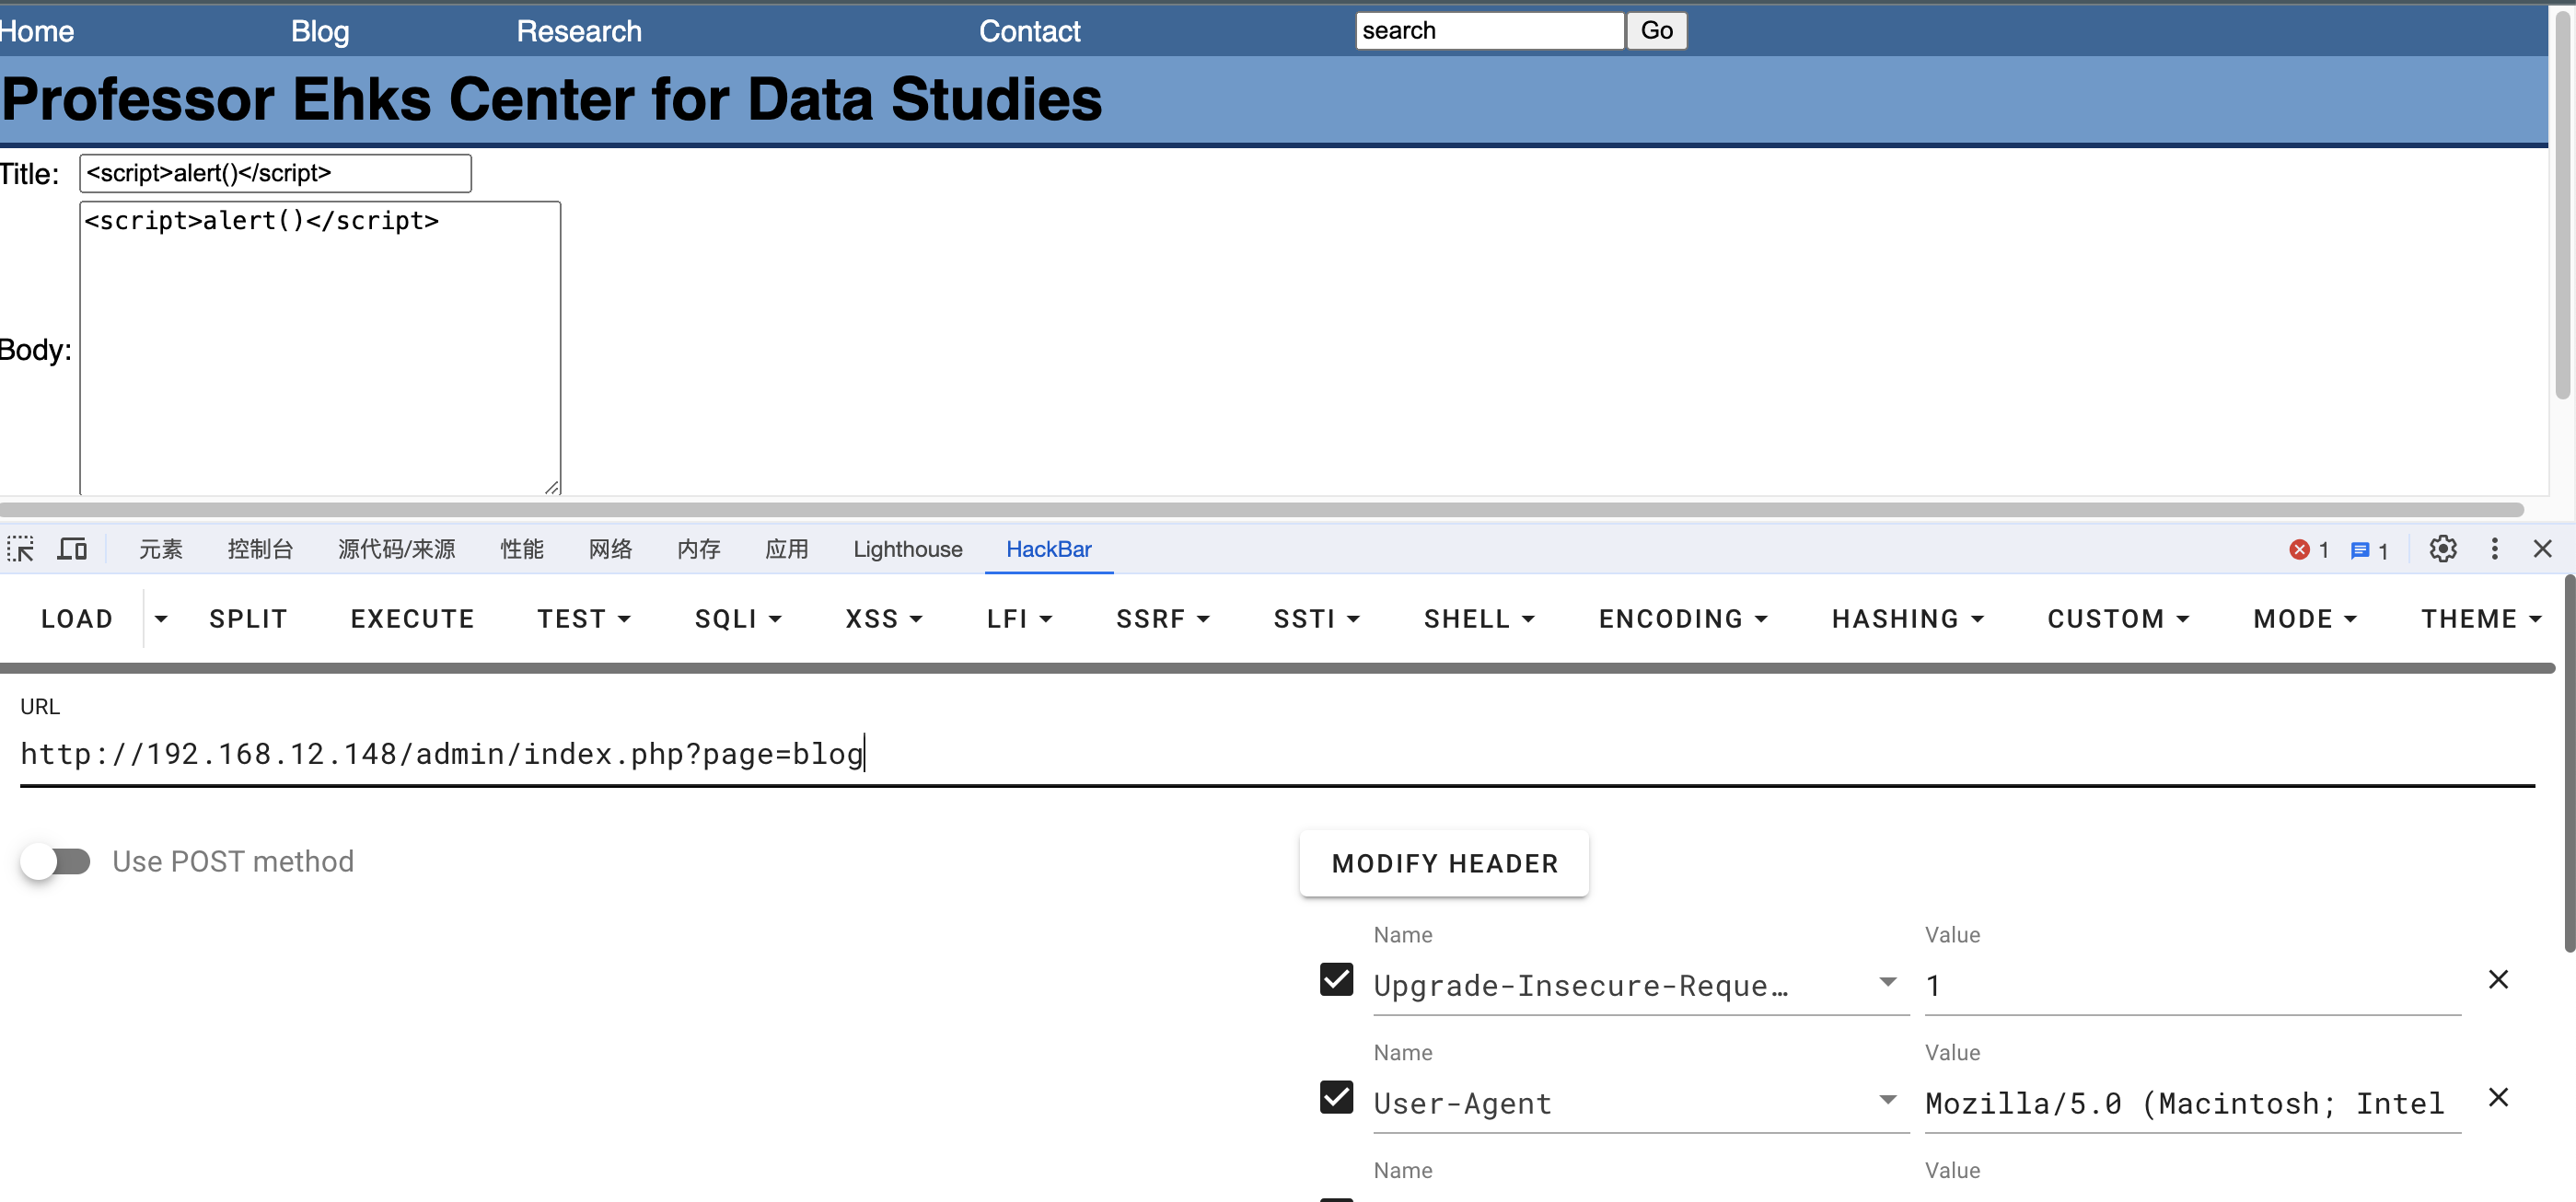 Home Blog Research Contact search Go
Professor Ehks Center for Data Studies
Title: <script>alert()</script>
<script>alert()</script>
Body:
元素 控制台 源代码/来源 性能 网络 内存 应用 Lighthouse HackBar 1 1
LOAD SPLIT EXECUTE TEST SQLI XSS LFI SSRF SSTI SHELL ENCODING HASHING CUSTOM MODE THEME
URL
http://192.168.12.148/admin/index.php?page=blog
Use POST method MODIFY HEADER
Name Value
Upgrade-Insecure-Reque… 1
Name Value
User-Agent Mozilla/5.0 (Macintosh; Intel
Name Value